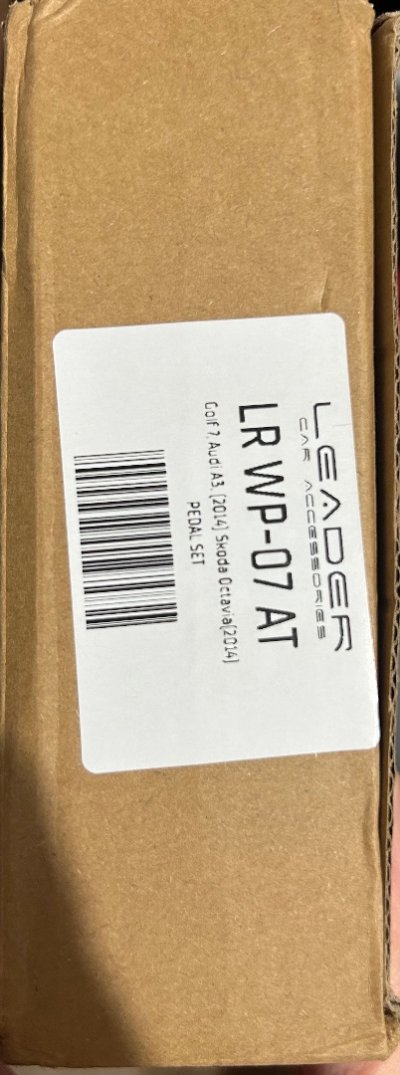 LEADER
CAR ACCESSORIES
LR WP-07 AT
Golf 7, Audi A3, (2014) Skoda Octavia(2014)
PEDAL SET